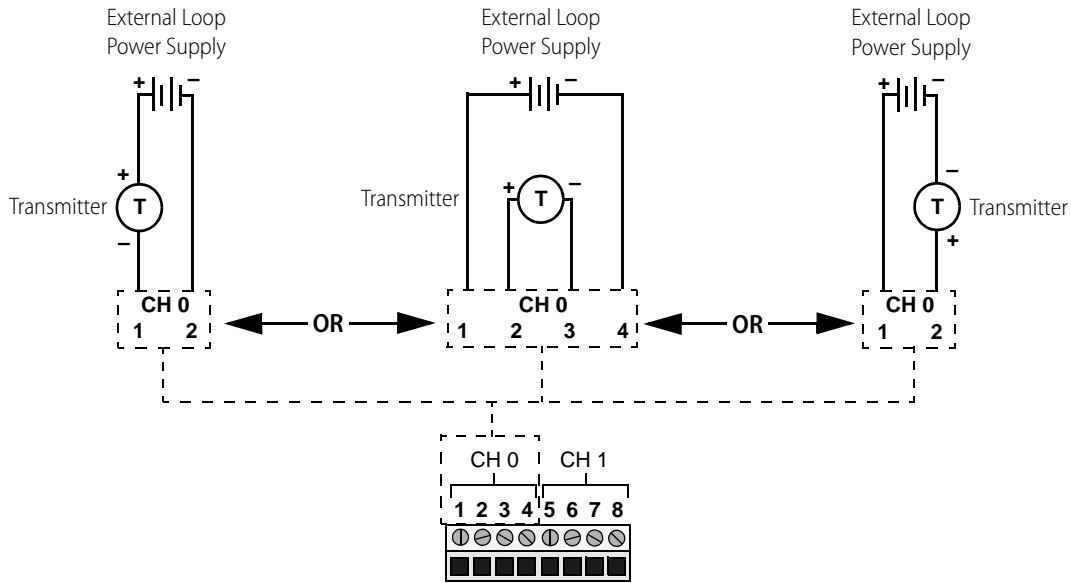 External Loop
Power Supply
External Loop
Power Supply
External Loop
Power Supply
+ –
+ –
+ –
+
Transmitter T
–
Transmitter + T –
–
T Transmitter
+
CH 0
1 2
OR
CH 0
1 2 3 4
OR
CH 0
1 2
CH 0 CH 1
1 2 3 4 5 6 7 8